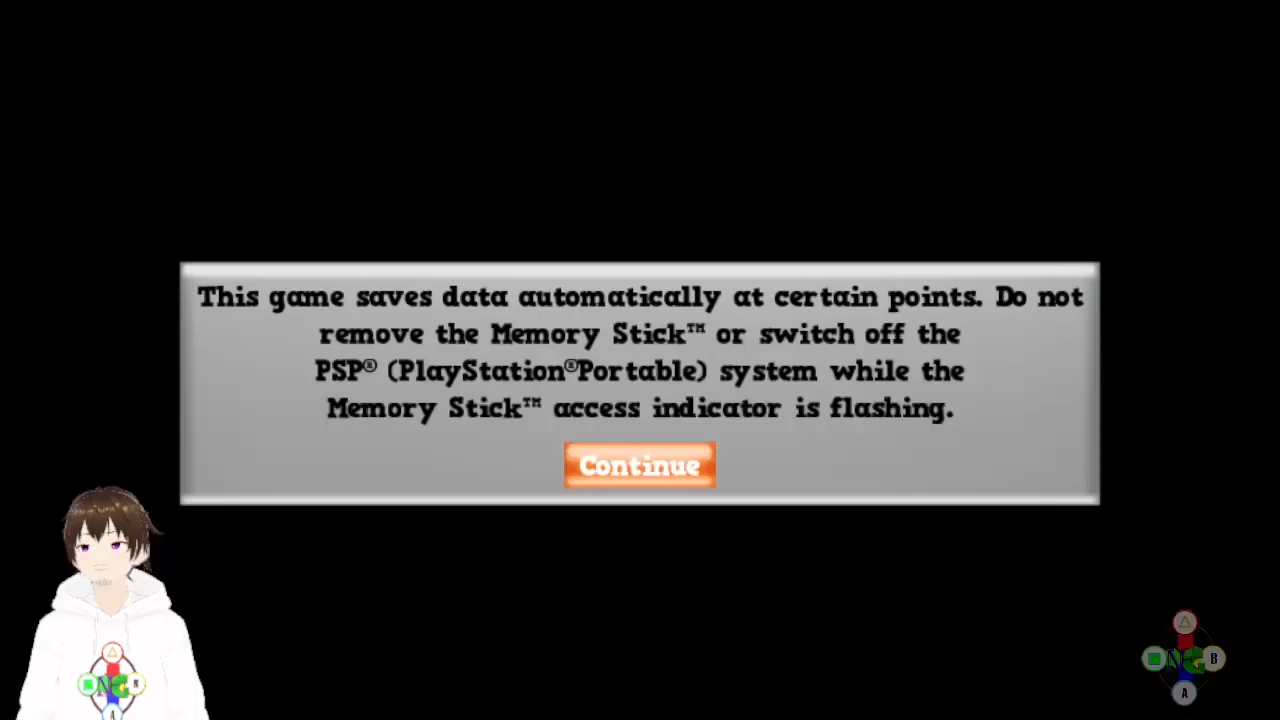 This game saves data automatically at certain points. Do not
remove the Memory Stick™ or switch off the
PSP® (PlayStation®Portable) system while the
Memory Stick™ access indicator is flashing.
Continue
B
A